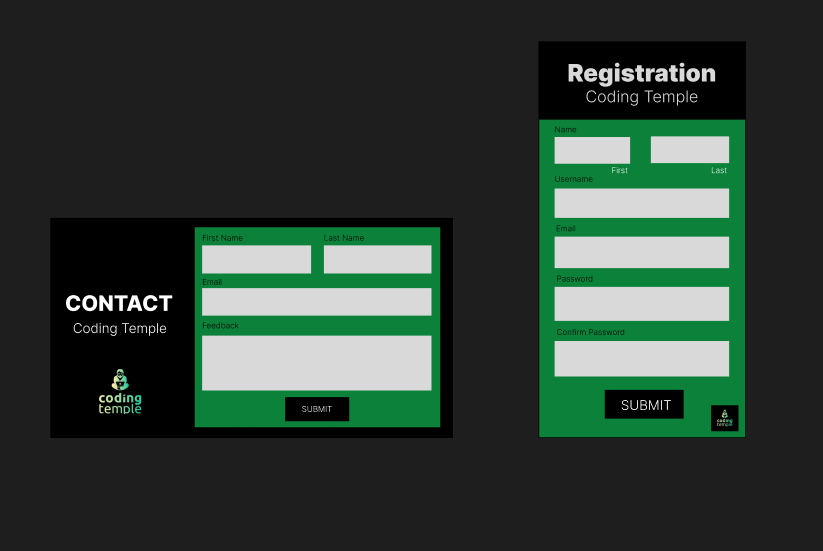 CONTACT
Coding Temple
coding
temple
First Name
Last Name
Email
Feedback
SUBMIT
Registration
Coding Temple
Name
First
Last
Username
Email
Password
Confirm Password
SUBMIT
coding
temple